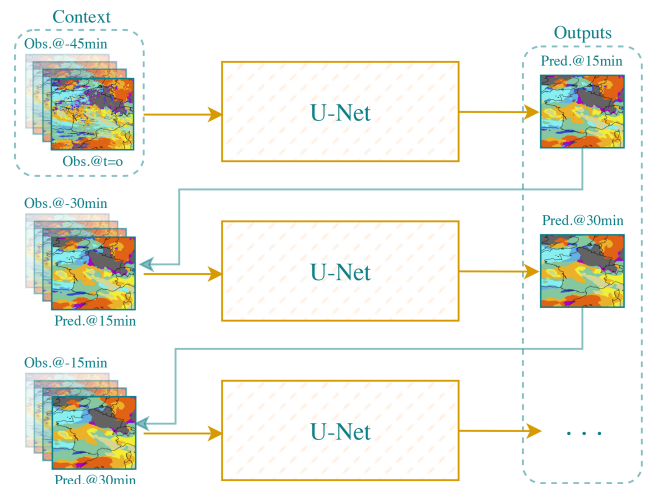 Context
Outputs
Obs.@-45min
Pred.@15min
U-Net
Obs.@t=o
Obs.@-30min
Pred.@30min
U-Net
Pred.@15min
Obs.@-15min
U-Net
. . .
Pred.@30min